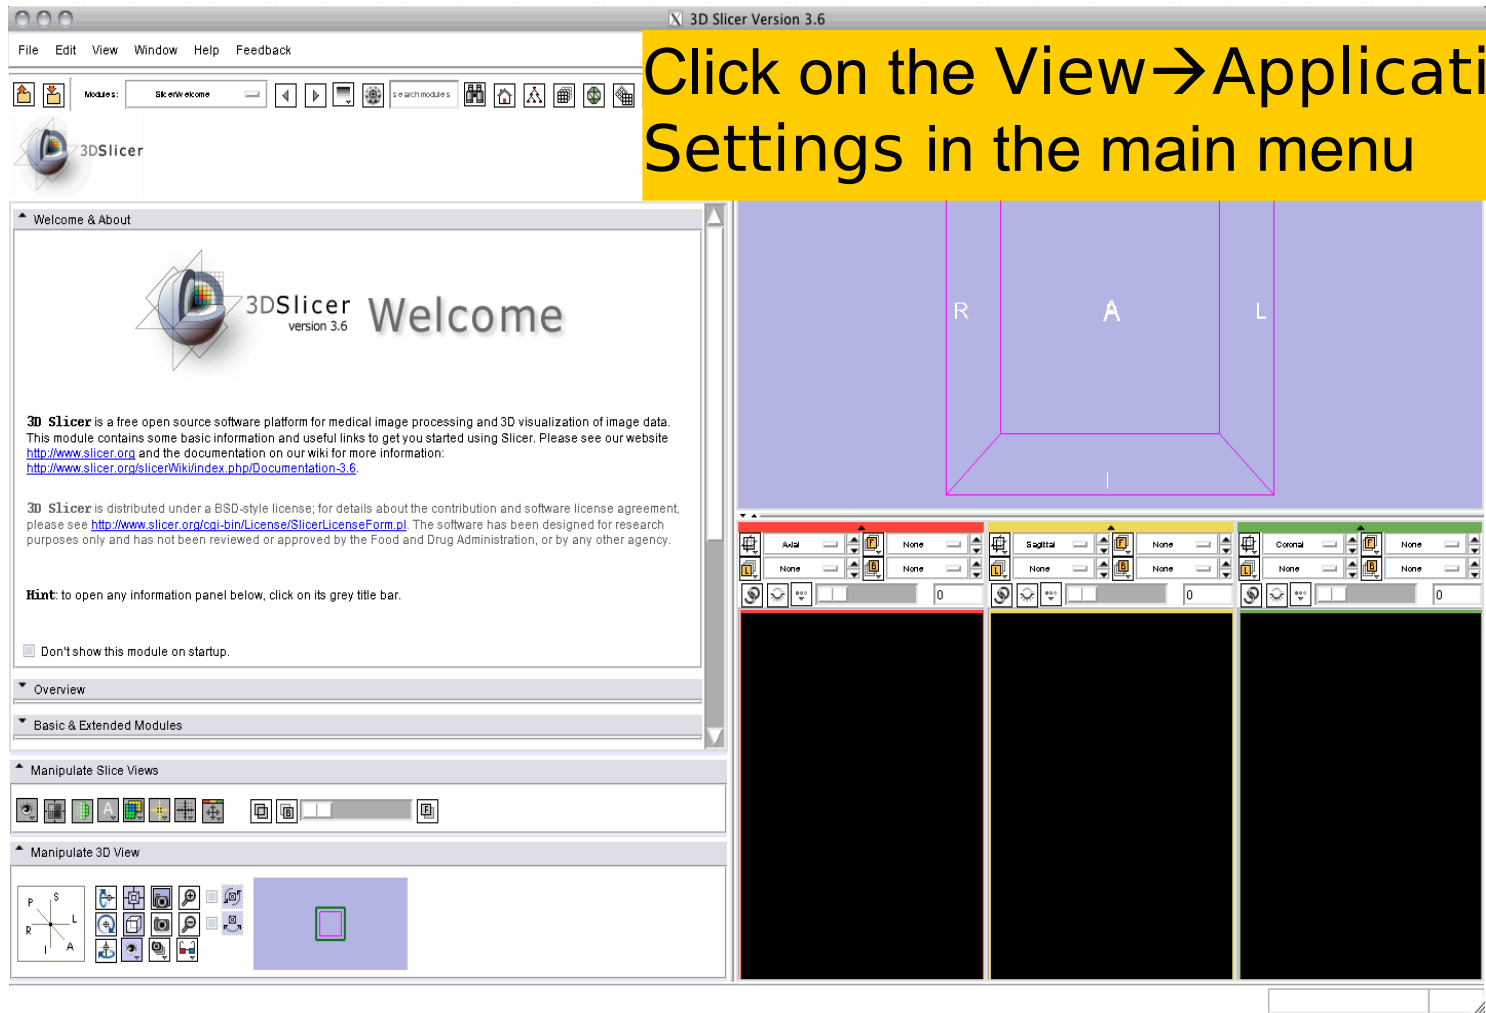 3D Slicer Version 3.6
File Edit View Window Help Feedback
Click on the View→Applicati
Settings in the main menu
Modules: SlicerWelcome search modules
3DSlicer
Welcome & About
3DSlicer
version 3.6
Welcome
3D Slicer is a free open source software platform for medical image processing and 3D visualization of image data.
This module contains some basic information and useful links to get you started using Slicer. Please see our website
http://www.slicer.org and the documentation on our wiki for more information:
http://www.slicer.org/slicerWiki/index.php/Documentation-3.6.
3D Slicer is distributed under a BSD-style license; for details about the contribution and software license agreement,
please see http://www.slicer.org/cgi-bin/License/SlicerLicenseForm.pl. The software has been designed for research
purposes only and has not been reviewed or approved by the Food and Drug Administration, or by any other agency.
Hint: to open any information panel below, click on its grey title bar.
Don't show this module on startup.
Overview
Basic & Extended Modules
Manipulate Slice Views
A B F
Manipulate 3D View
P S
L
R
I A
R A L
I
Axial F None Sagittal F None Coronal F None
L None B None L None B None L None B None
0 0 0